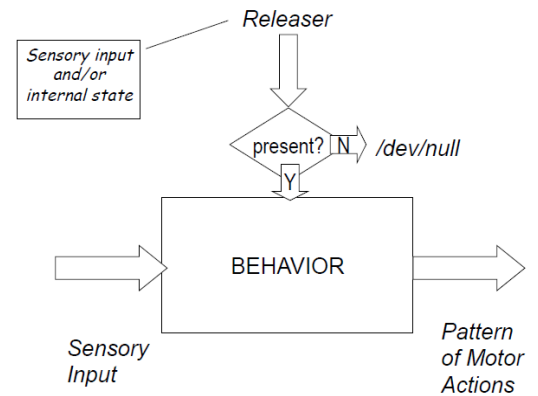 Releaser
Sensory input
and/or
internal state
present?
N
/dev/null
Y
BEHAVIOR
Sensory
Input
Pattern
of Motor
Actions